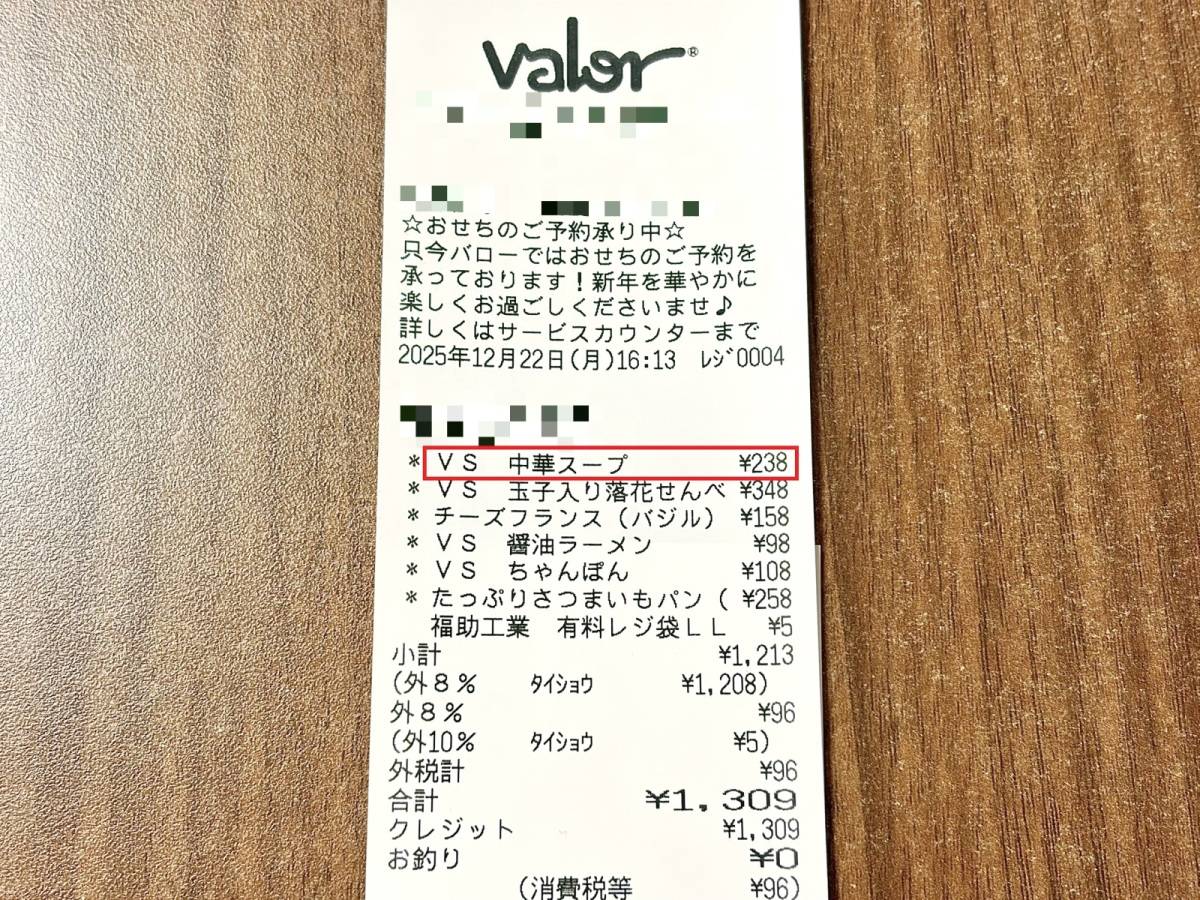 valor®
☆おせちのご予約承り中☆
只今バローではおせちのご予約を
承っております！新年を華やかに
楽しくお過ごしくださいませ♪
詳しくはサービスカウンターまで
2025年12月22日(月)16:13 ﾚｼﾞ0004
* ＶＳ 中華スープ ¥238
* ＶＳ 玉子入り落花せんべ ¥348
* チーズフランス（バジル） ¥158
* ＶＳ 醤油ラーメン ¥98
* ＶＳ ちゃんぽん ¥108
* たっぷりさつまいもパン（ ¥258
福助工業 有料レジ袋ＬＬ ¥5
小計 ¥1,213
(外８％ ﾀｲｼｮｳ ¥1,208)
外８％ ¥96
(外10％ ﾀｲｼｮｳ ¥5)
外税計 ¥96
合計 ¥1,309
クレジット ¥1,309
お釣り ¥0
(消費税等 ¥96)